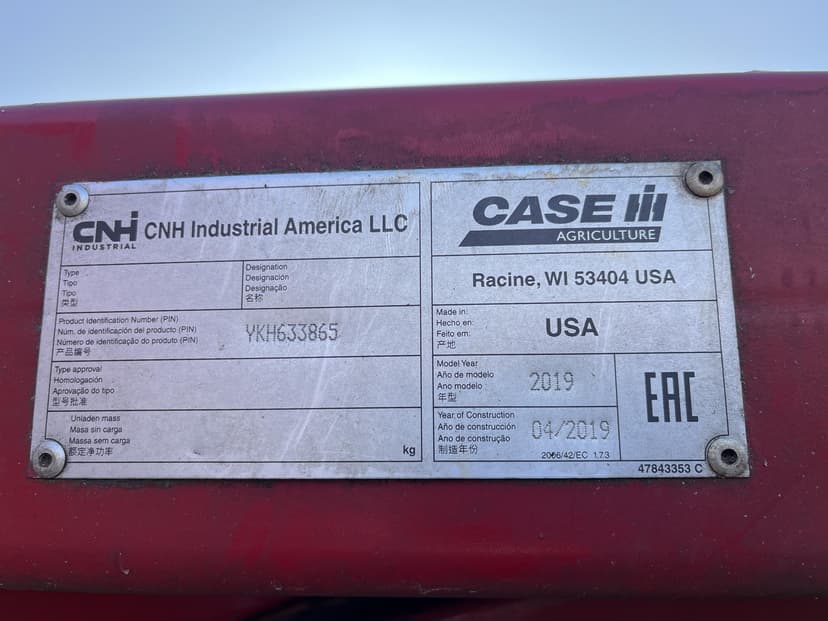 CNH INDUSTRIAL CNH Industrial America LLC
Type
Tipo
Tipo
类型
Designation
Designación
Designação
名称
Product Identification Number (PIN)
Núm. de identificación del producto (PIN)
Número de identificação do produto (PIN)
产品编号
YKH633865
Type approval
Homologación
Aprovação do tipo
型号批准
Unladen mass
Masa sin carga
Massa sem carga
额定净功率
kg
CASE IH
AGRICULTURE
Racine, WI 53404 USA
Made in:
Hecho en:
Feito em:
产地
USA
Model Year
Año de modelo
Ano modelo
年型
2019
Year of Construction
Año de construcción
Ano de construção
制造年份
04/2019
2006/42/EC 1.7.3
EAC
47843353 C